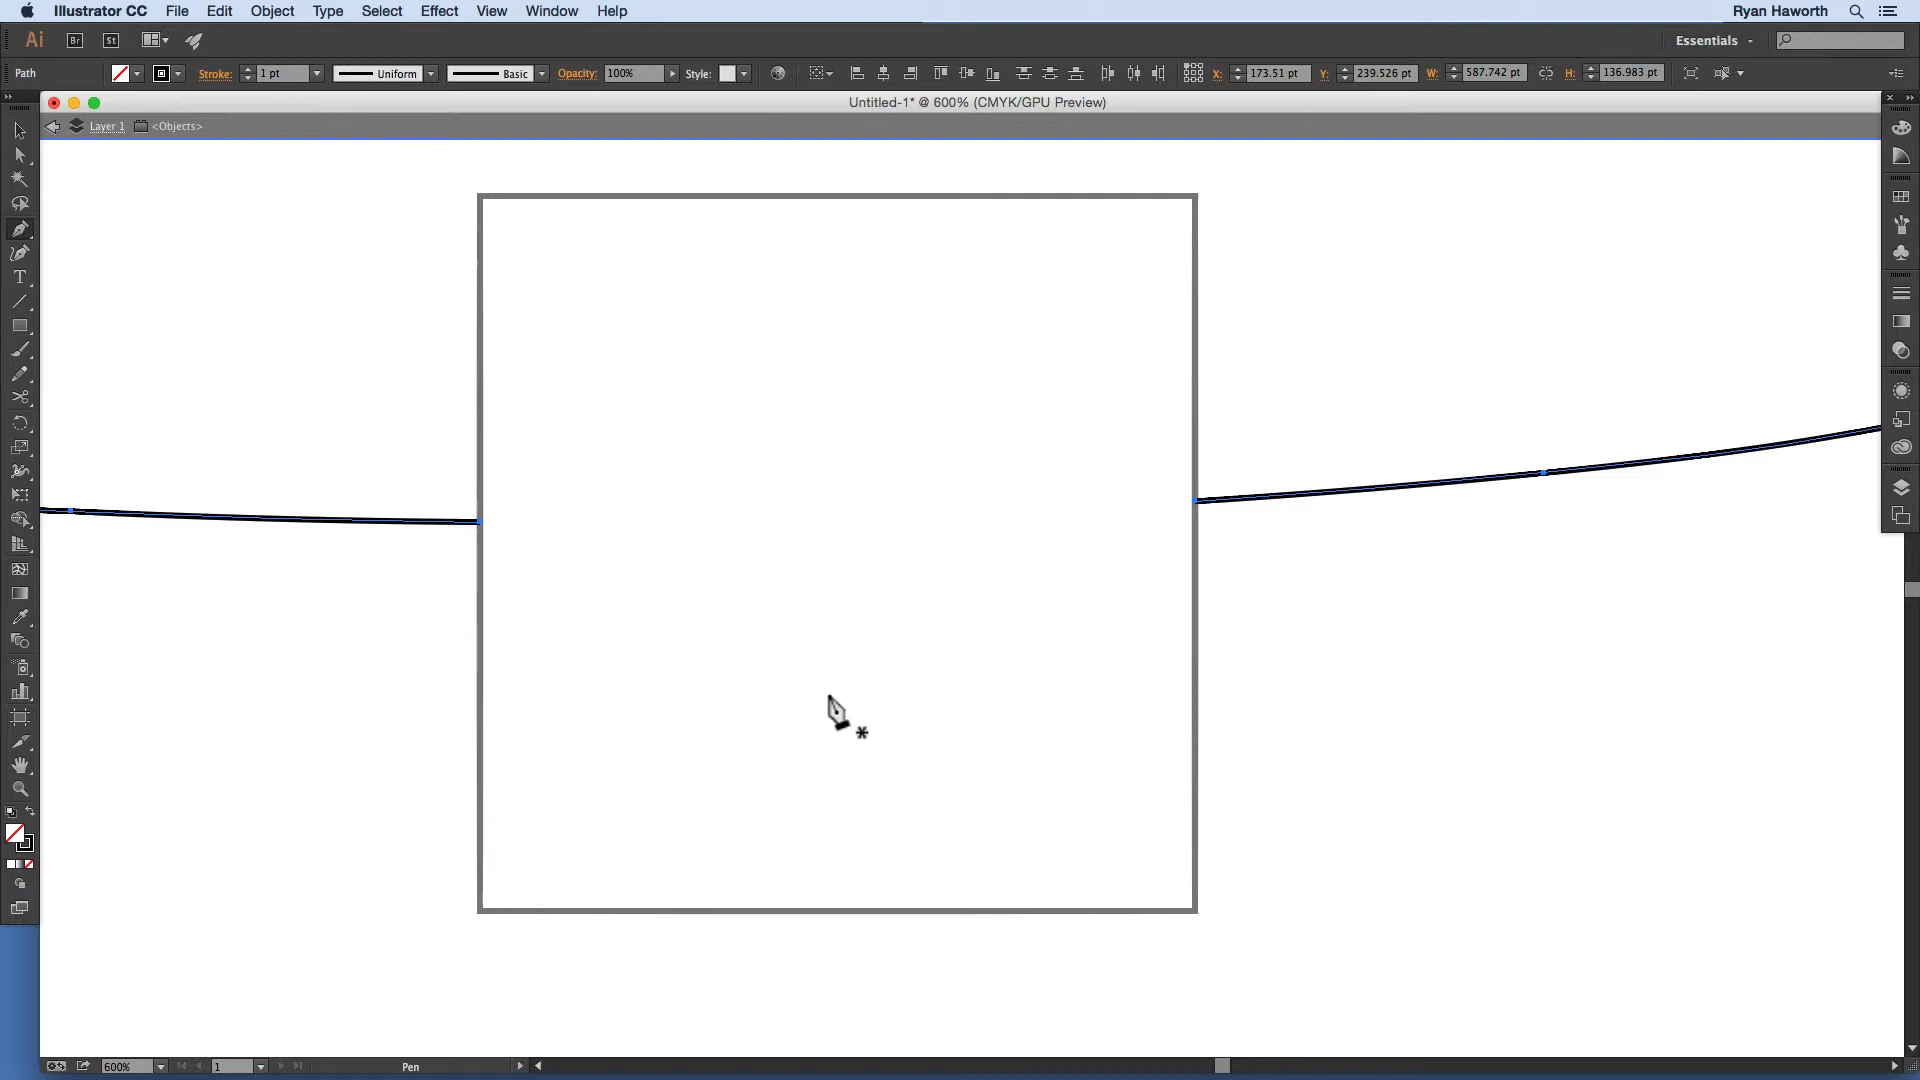 Illustrator CC File Edit Object Type Select Effect View Window Help Ryan Haworth
Ai Br St Essentials
Path Stroke: 1 pt Uniform Basic Opacity: 100% Style: X: 173.51 pt Y: 239.526 pt W: 587.742 pt H: 136.983 pt
Untitled-1* @ 600% (CMYK/GPU Preview)
Layer 1 <Objects>
T
600% 1 Pen